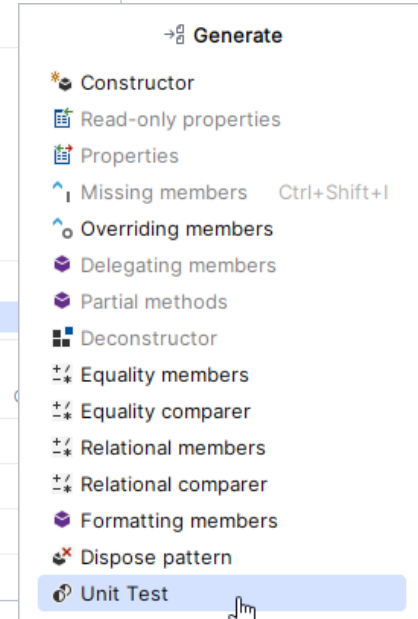 Generate
Constructor
Read-only properties
Properties
Missing members Ctrl+Shift+I
Overriding members
Delegating members
Partial methods
Deconstructor
Equality members
Equality comparer
Relational members
Relational comparer
Formatting members
Dispose pattern
Unit Test